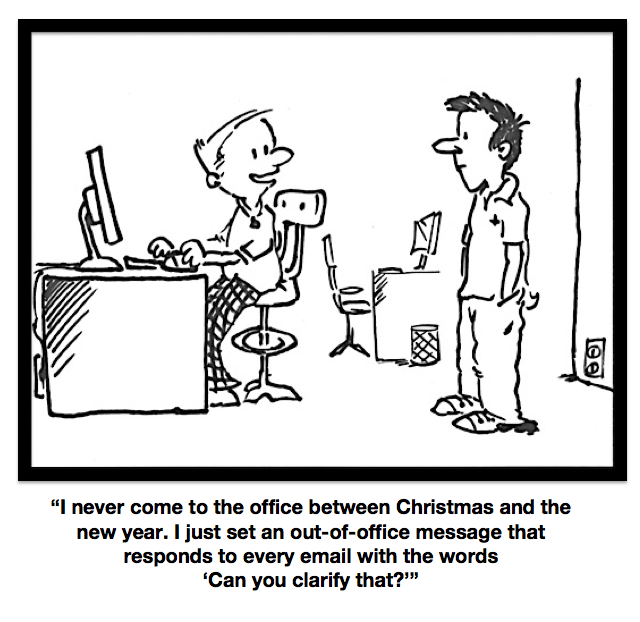 “I never come to the office between Christmas and the
new year. I just set an out-of-office message that
responds to every email with the words
‘Can you clarify that?’”